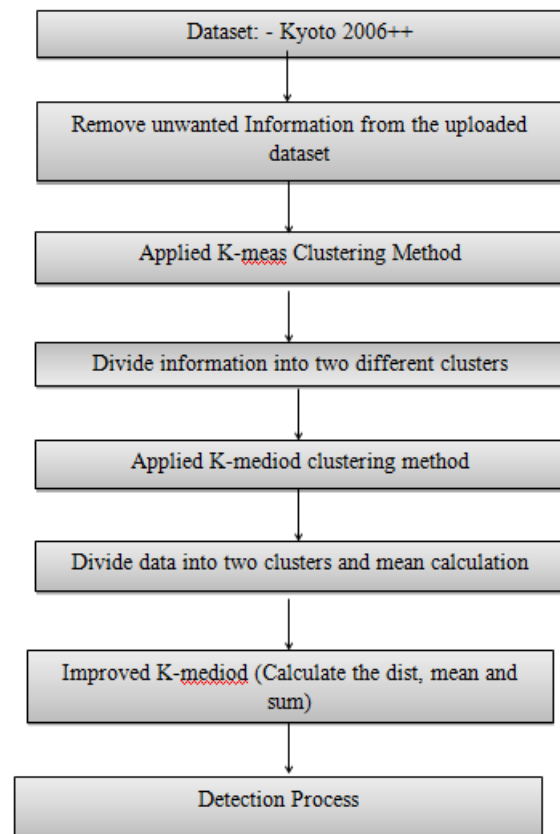 Dataset: - Kyoto 2006++
Remove unwanted Information from the uploaded
dataset
Applied K-meas Clustering Method
Divide information into two different clusters
Applied K-mediod clustering method
Divide data into two clusters and mean calculation
Improved K-mediod (Calculate the dist, mean and
sum)
Detection Process